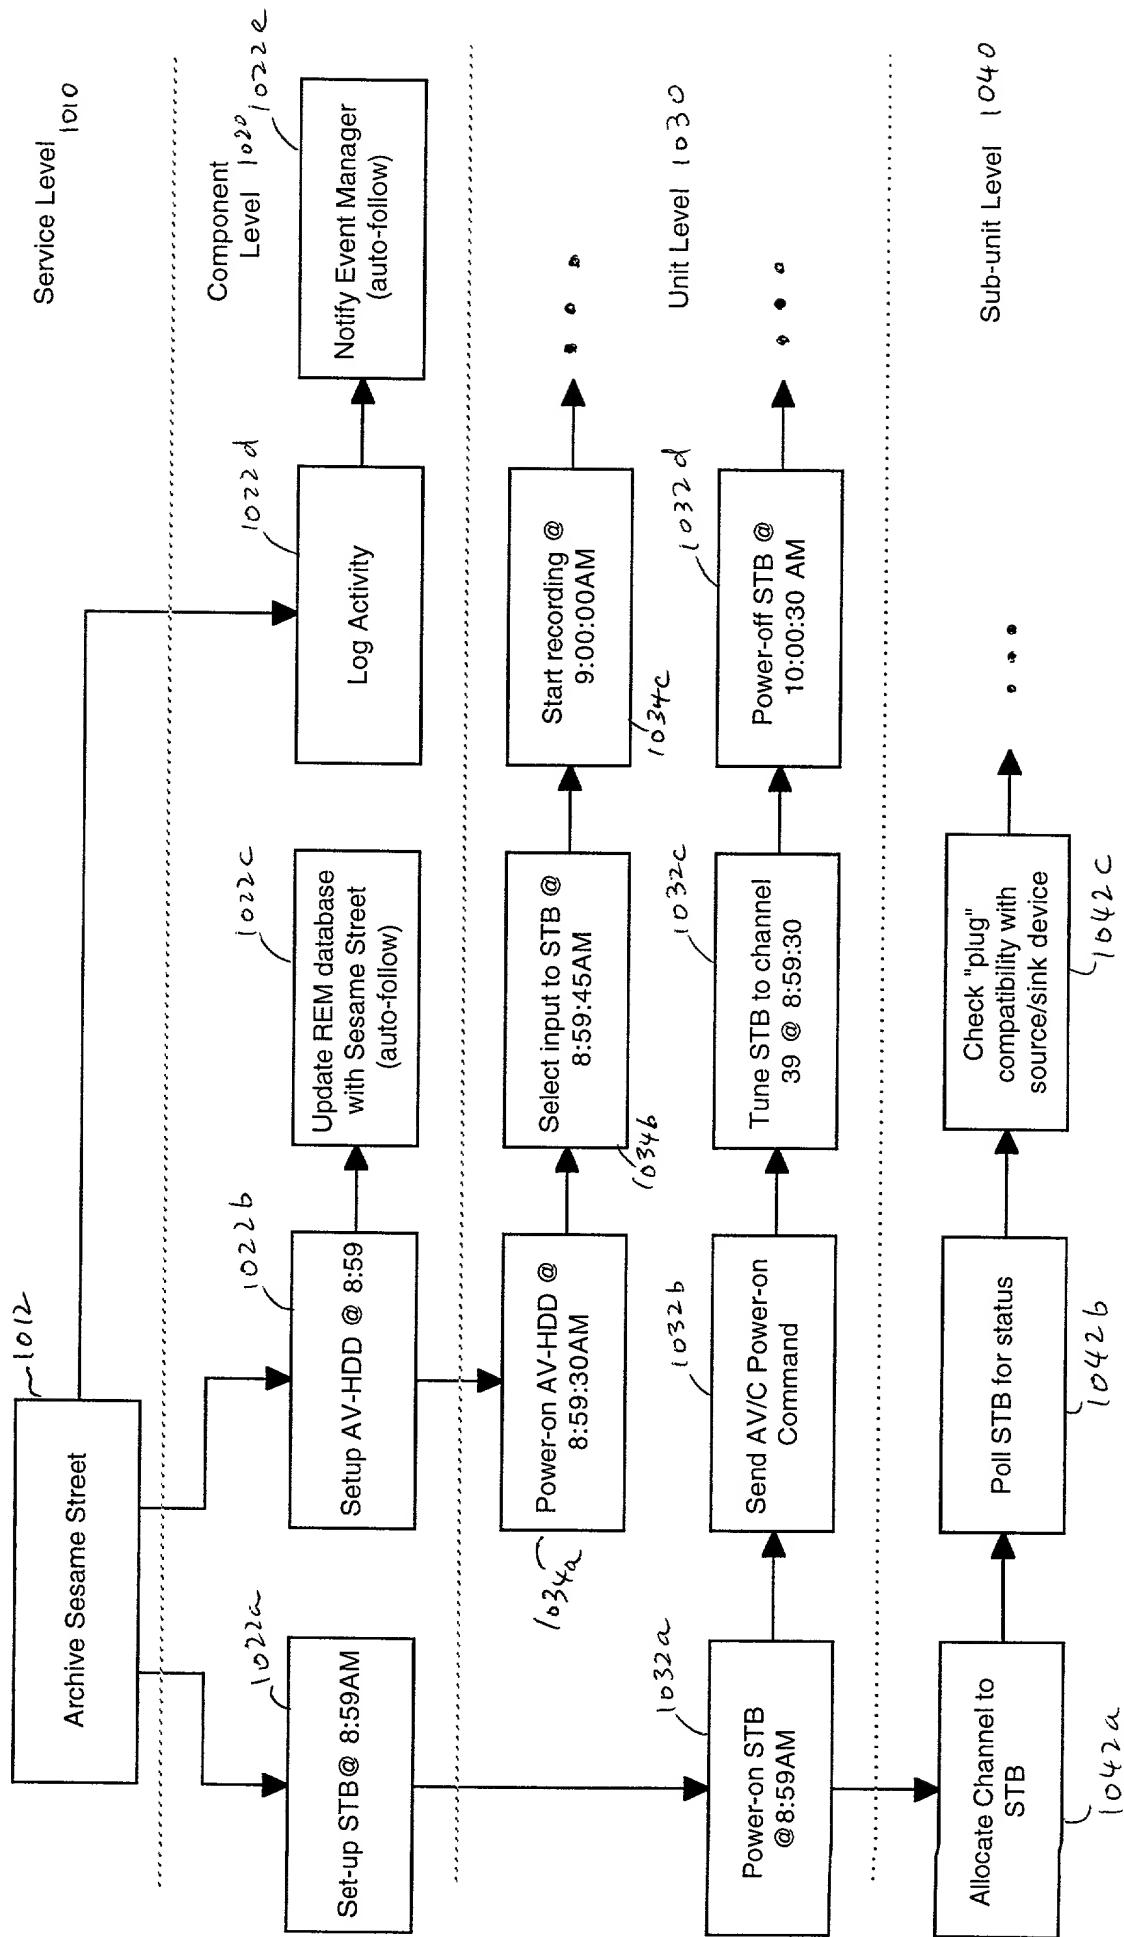 1012
Archive Sesame Street
Service Level
1010
1022a
Set-up STB@ 8:59AM
1022b
Setup AV-HDD @ 8:59
1022c
Update REM database
with Sesame Street
(auto-follow)
1022d
Log Activity
1022e
Notify Event Manager
(auto-follow)
Component
Level 1020
1034a
Power-on AV-HDD @
8:59:30AM
1034b
Select input to STB @
8:59:45AM
1034c
Start recording @
9:00:00AM
Unit Level 1030
1032a
Power-on STB
@8:59AM
1032b
Send AV/C Power-on
Command
1032c
Tune STB to channel
39 @ 8:59:30
1032d
Power-off STB @
10:00:30 AM
Allocate Channel to
STB
1042a
Poll STB for status
1042b
Check "plug"
compatibility with
source/sink device
1042c
Sub-unit Level 1040